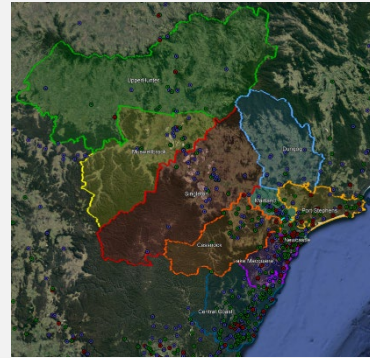 Upper Hunter
Muswellbrook
Dungog
Singleton
Maitland
Port Stephens
Cessnock
Newcastle
Lake Macquarie
Central Coast